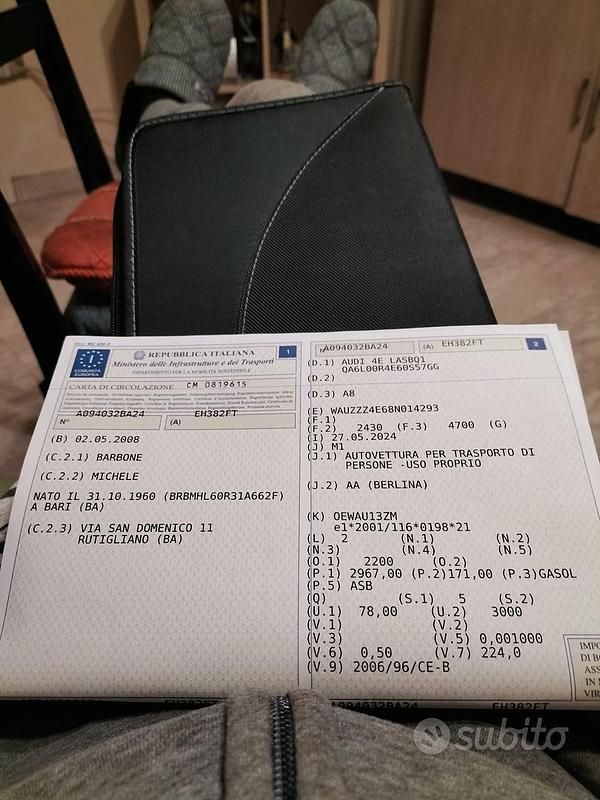 REPUBBLICA ITALIANA
Ministero delle Infrastrutture e dei Trasporti
DIPARTIMENTO PER LA MOBILITÀ SOSTENIBILE
I
COMUNITÀ
EUROPEA
1
CARTA DI CIRCOLAZIONE CM 0819615
N° A094032BA24 (A) EH382FT
(B) 02.05.2008
(C.2.1) BARBONE
(C.2.2) MICHELE
NATO IL 31.10.1960 (BRBMHL60R31A662F)
A BARI (BA)
(C.2.3) VIA SAN DOMENICO 11
RUTIGLIANO (BA)
N° A094032BA24 (A) EH382FT 2
(D.1) AUDI 4E LASBQ1
QA6L00R4E60S57GG
(D.2)
(D.3) A8
(E) WAUZZZ4E68N014293
(F.1)
(F.2) 2430 (F.3) 4700 (G)
(I) 27.05.2024
(J) M1
(J.1) AUTOVETTURA PER TRASPORTO DI
PERSONE -USO PROPRIO
(J.2) AA (BERLINA)
(K) OEWAU13ZM
e1*2001/116*0198*21
(L) 2 (N.1) (N.2)
(N.3) (N.4) (N.5)
(O.1) 2200 (O.2)
(P.1) 2967,00 (P.2)171,00 (P.3)GASOL
(P.5) ASB
(Q) (S.1) 5 (S.2)
(U.1) 78,00 (U.2) 3000
(V.1) (V.2)
(V.3) (V.5) 0,001000
(V.6) 0,50 (V.7) 224,0
(V.9) 2006/96/CE-B
A094032BA24 EH382FT
subito